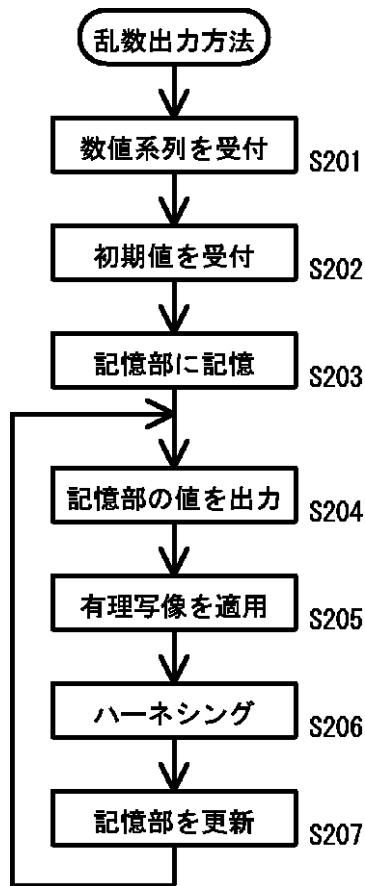 乱数出力方法
数値系列を受付
S201
初期値を受付
S202
記憶部に記憶
S203
記憶部の値を出力
S204
有理写像を適用
S205
ハーネシング
S206
記憶部を更新
S207